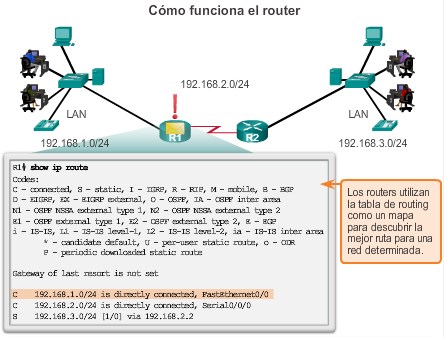 Cómo funciona el router
192.168.2.0/24
R1
R2
LAN
LAN
192.168.1.0/24
192.168.3.0/24
R1# show ip route
Codes:
C - connected, S - static, I - IGRP, R - RIP, M - mobile, B - BGP
D - EIGRP, EX - EIGRP external, O - OSPF, IA - OSPF inter area
N1 - OSPF NSSA external type 1, N2 - OSPF NSSA external type 2
E1 - OSPF external type 1, E2 - OSPF external type 2, E - EGP
i - IS-IS, L1 - IS-IS level-1, L2 - IS-IS level-2, ia - IS-IS inter area
* - candidate default, U - per-user static route, o - ODR
P - periodic downloaded static route
Gateway of last resort is not set
C 192.168.1.0/24 is directly connected, FastEthernet0/0
C 192.168.2.0/24 is directly connected, Serial0/0/0
S 192.168.3.0/24 [1/0] via 192.168.2.2
Los routers utilizan
la tabla de routing
como un mapa
para descubrir la
mejor ruta para una
red determinada.